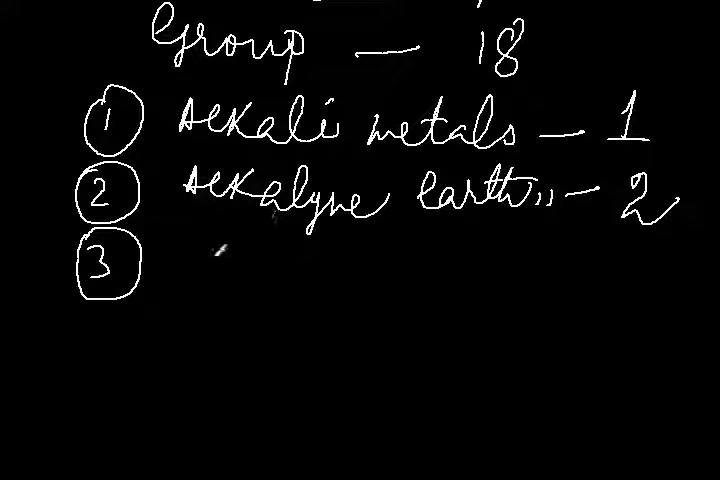 Group — 18
1 Alkali metals — 1
2 Alkalyne earth ,, — 2
3